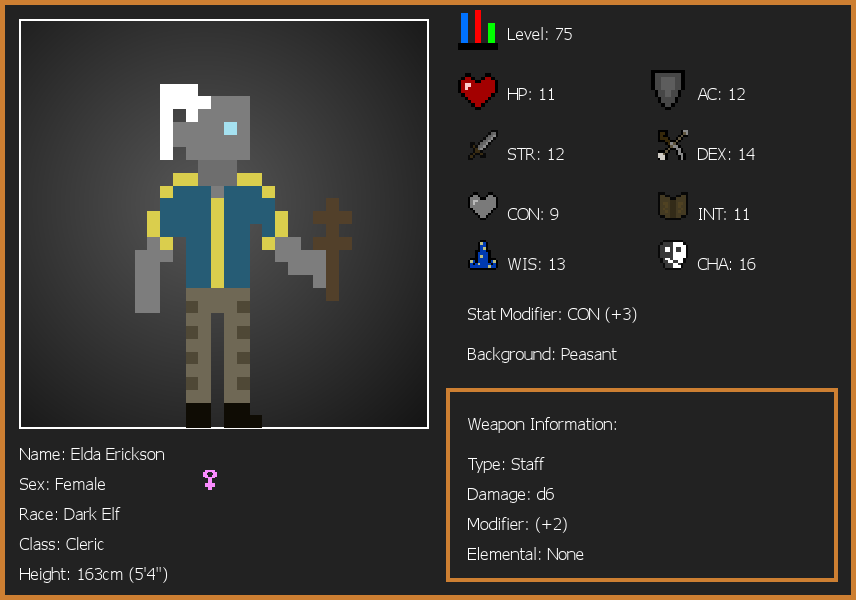 Level: 75
HP: 11
AC: 12
STR: 12
DEX: 14
CON: 9
INT: 11
WIS: 13
CHA: 16
Stat Modifier: CON (+3)
Background: Peasant
Weapon Information:
Type: Staff
Damage: d6
Modifier: (+2)
Elemental: None
Name: Elda Erickson
Sex: Female
Race: Dark Elf
Class: Cleric
Height: 163cm (5'4")